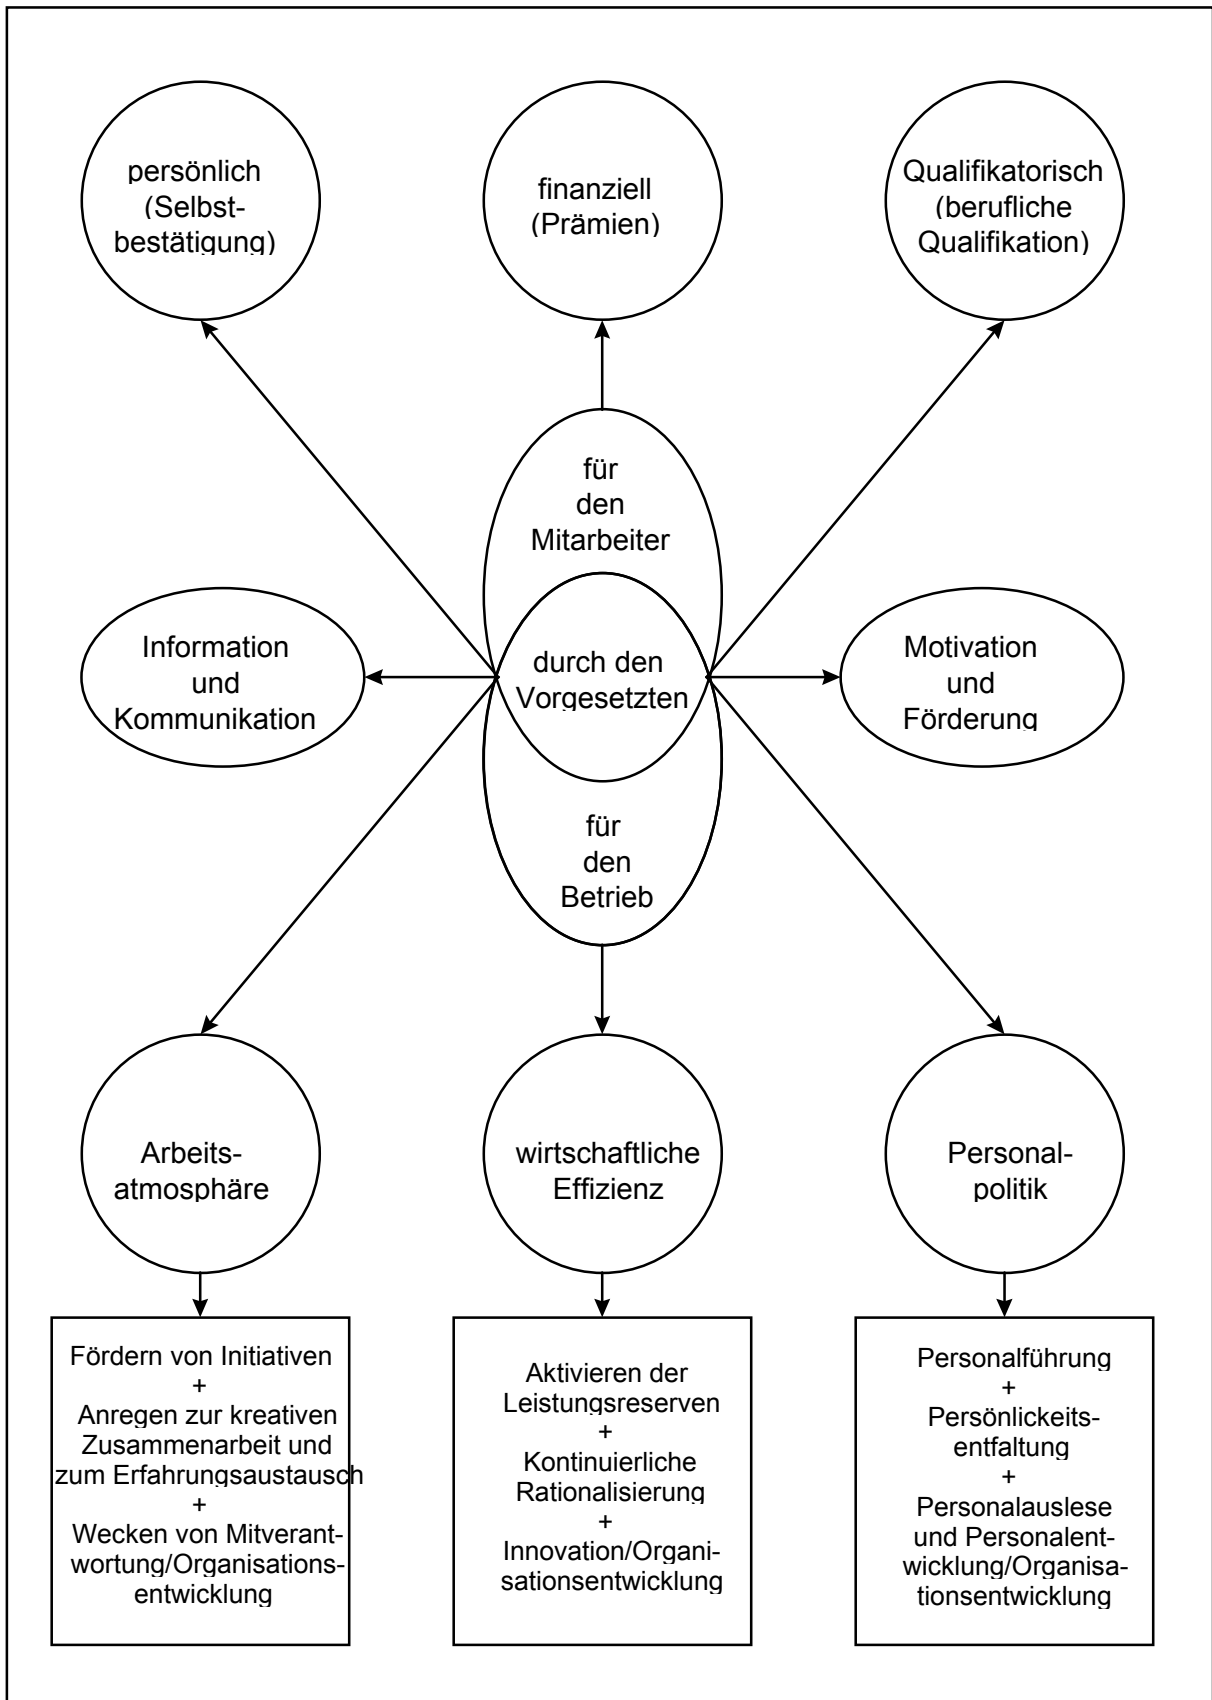 persönlich
(Selbst-
bestätigung)
finanziell
(Prämien)
Qualifikatorisch
(berufliche
Qualifikation)
für
den
Mitarbeiter
Information
und
Kommunikation
durch den
Vorgesetzten
Motivation
und
Förderung
für
den
Betrieb
Arbeits-
atmosphäre
wirtschaftliche
Effizienz
Personal-
politik
Fördern von Initiativen
+
Anregen zur kreativen
Zusammenarbeit und
zum Erfahrungsaustausch
+
Wecken von Mitverant-
wortung/Organisations-
entwicklung
Aktivieren der
Leistungsreserven
+
Kontinuierliche
Rationalisierung
+
Innovation/Organi-
sationsentwicklung
Personalführung
+
Persönlickeits-
entfaltung
+
Personalauslese
und Personalent-
wicklung/Organisa-
tionsentwicklung